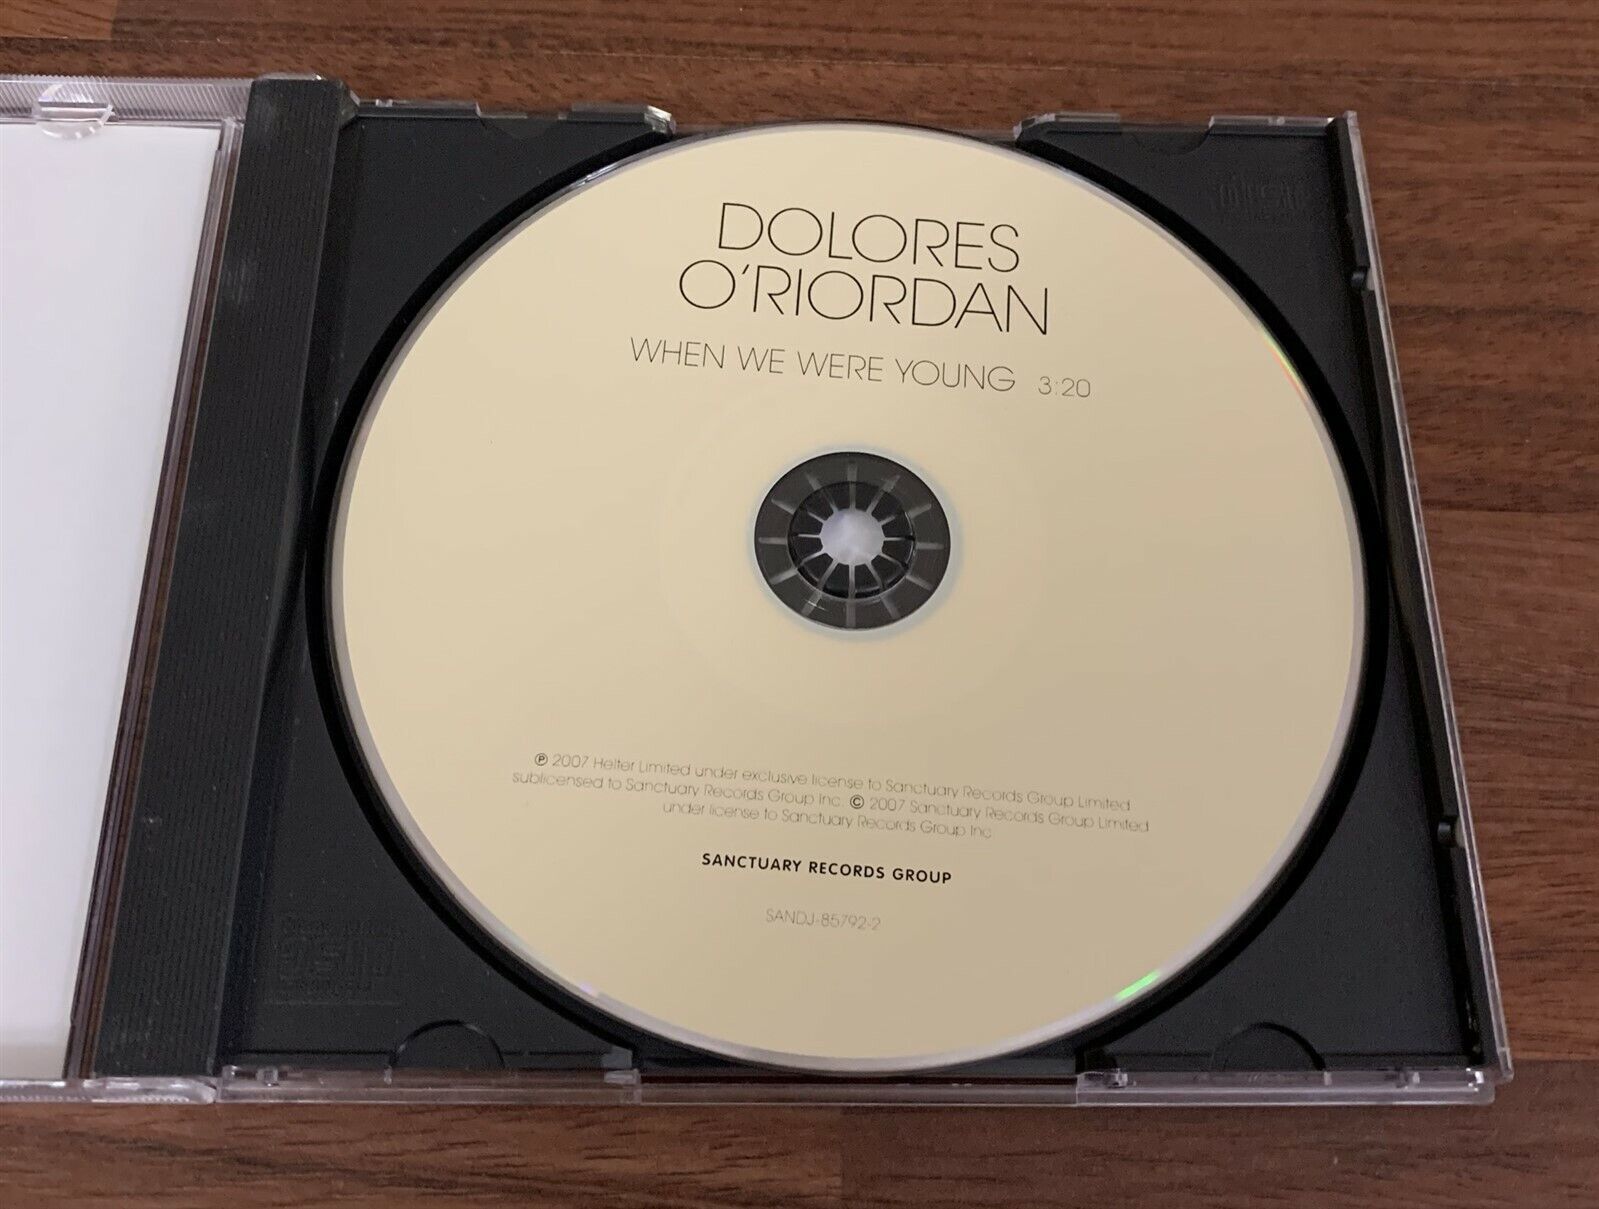 DOLORES
O'RIORDAN
WHEN WE WERE YOUNG 3:20
℗ 2007 Helter Limited under exclusive license to Sanctuary Records Group Limited
sublicensed to Sanctuary Records Group Inc. © 2007 Sanctuary Records Group Limited
under license to Sanctuary Records Group Inc
SANCTUARY RECORDS GROUP
SANDJ-85792-2